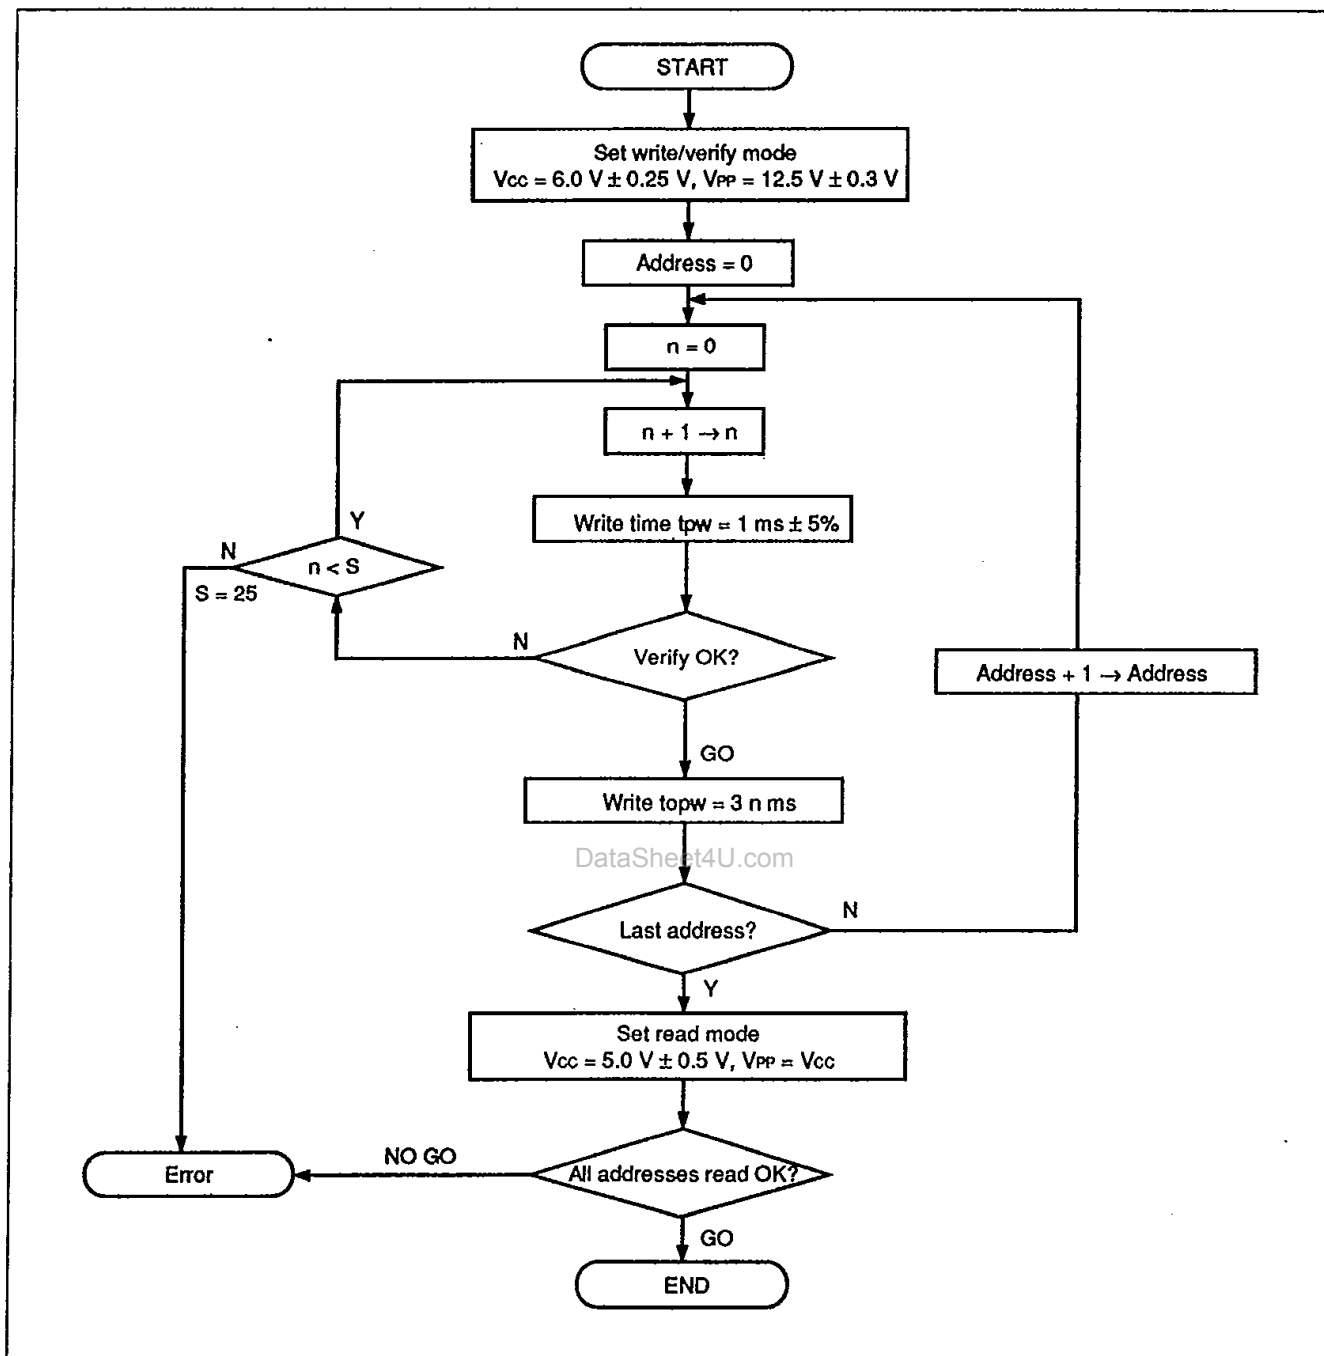 START
Set write/verify mode
VCC = 6.0 V ± 0.25 V, VPP = 12.5 V ± 0.3 V
Address = 0
n = 0
n + 1 → n
Write time tpw = 1 ms ± 5%
Y
N
n < S
S = 25
N
Verify OK?
Address + 1 → Address
GO
Write topw = 3 n ms
DataSheet4U.com
Last address?
N
Y
Set read mode
VCC = 5.0 V ± 0.5 V, VPP = VCC
Error
NO GO
All addresses read OK?
GO
END